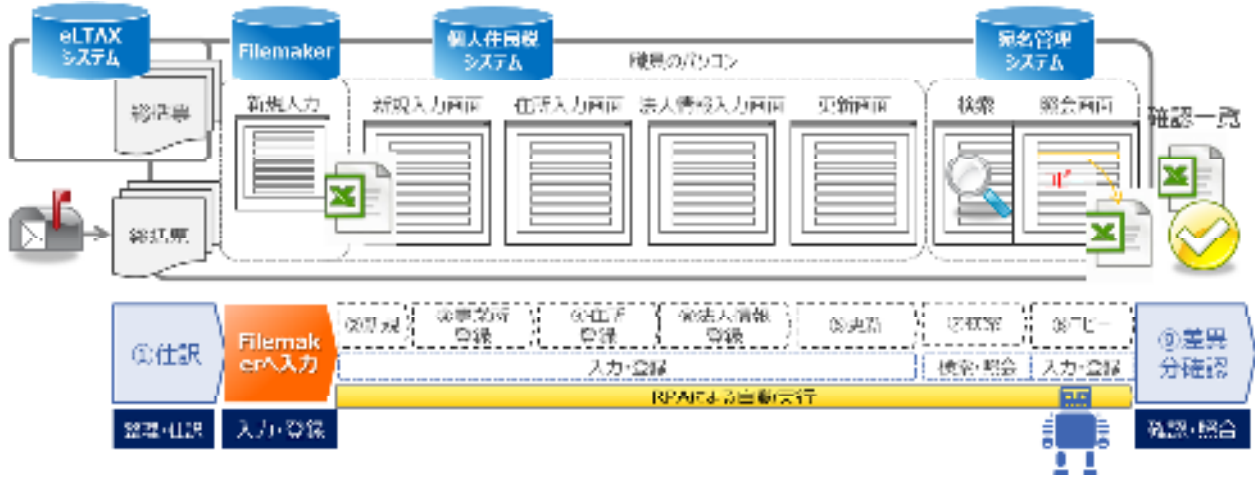 eLTAX
システム
Filemaker
個人住民税
システム
宛名管理
システム
職員のパソコン
総括票
新規入力
新規入力画面
住所入力画面
法人情報入力画面
更新画面
検索
照会画面
確認一覧
総括票
①仕訳
Filemak
erへ入力
②新規
③事業所
登録
④住所
登録
⑤法人情報
登録
更新
検索
コピー
⑨差異
分確認
入力・登録
検索・照会
入力・登録
RPAによる自動実行
整理・仕訳
入力・登録
確認・照合